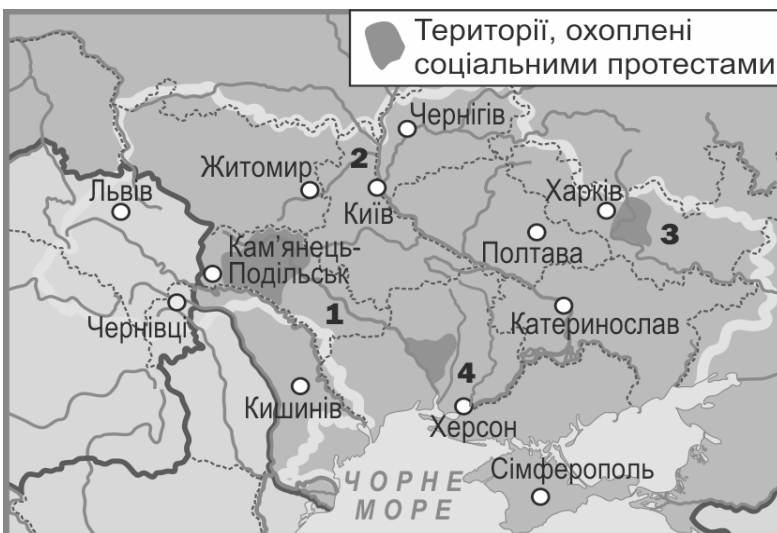 Території, охоплені
соціальними протестами
Чернігів
2
Житомир
Київ
Харків
Львів
3
Полтава
Кам’янець-
Подільськ
1
Катеринослав
Чернівці
4
Кишинів
Херсон
Сімферополь
ЧОРНЕ
МОРЕ